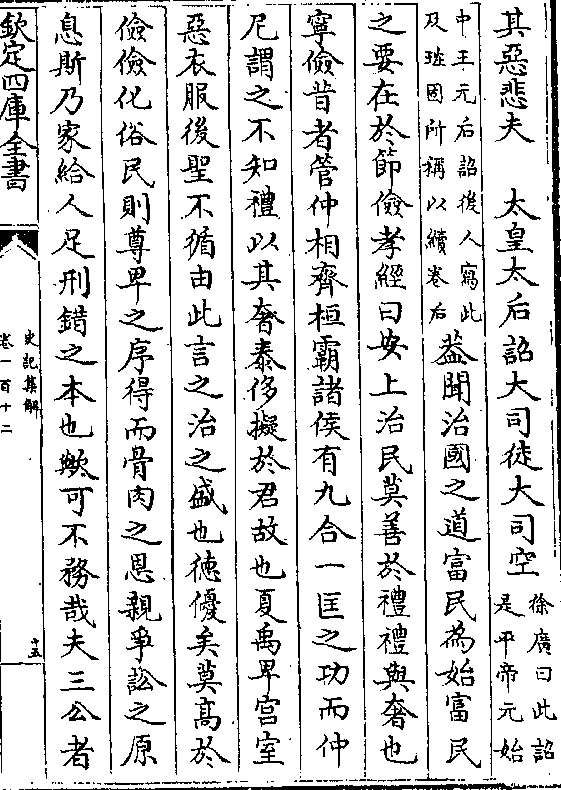 其惡悲夫　太皇太后詔大司徒大司空徐廣曰此詔是平帝元始
中王元后詔後人寫此及班固所稱以續卷后葢聞治國之道富民為始富民
之要在於節儉孝經曰安上治民莫善於禮禮與奢也
寧儉昔者管仲相齊桓霸諸侯有九合一匡之功而仲
尼謂之不知禮以其奢泰侈擬於君故也夏禹卑宫室
惡衣服後聖不循由此言之治之盛也徳優矣莫髙於
儉儉化俗民則尊卑之序得而骨肉之恩親爭訟之原
息斯乃家給人足刑錯之本也歟可不務哉夫三公者
欽定四庫全書
史記集解
卷一百十二
十五